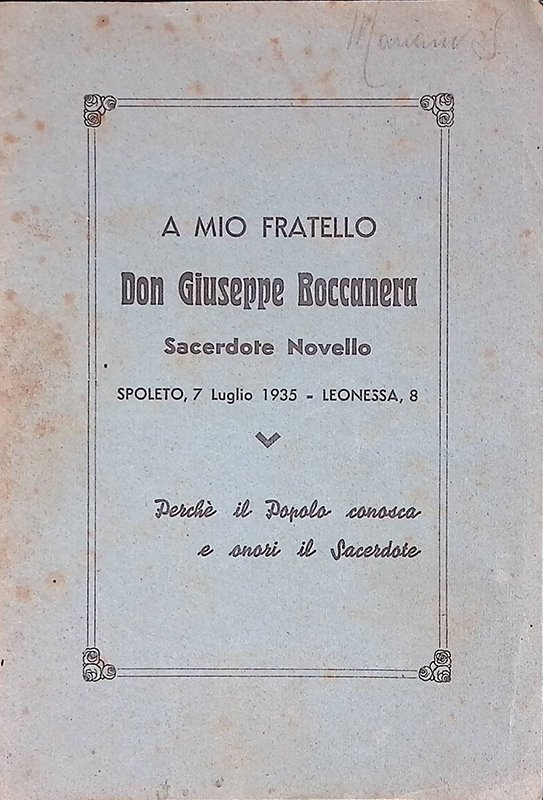 A MIO FRATELLO
Don Giuseppe Boccanera
Sacerdote Novello
SPOLETO, 7 Luglio 1935 - LEONESSA, 8
Perchè il Popolo conosca
e onori il Sacerdote